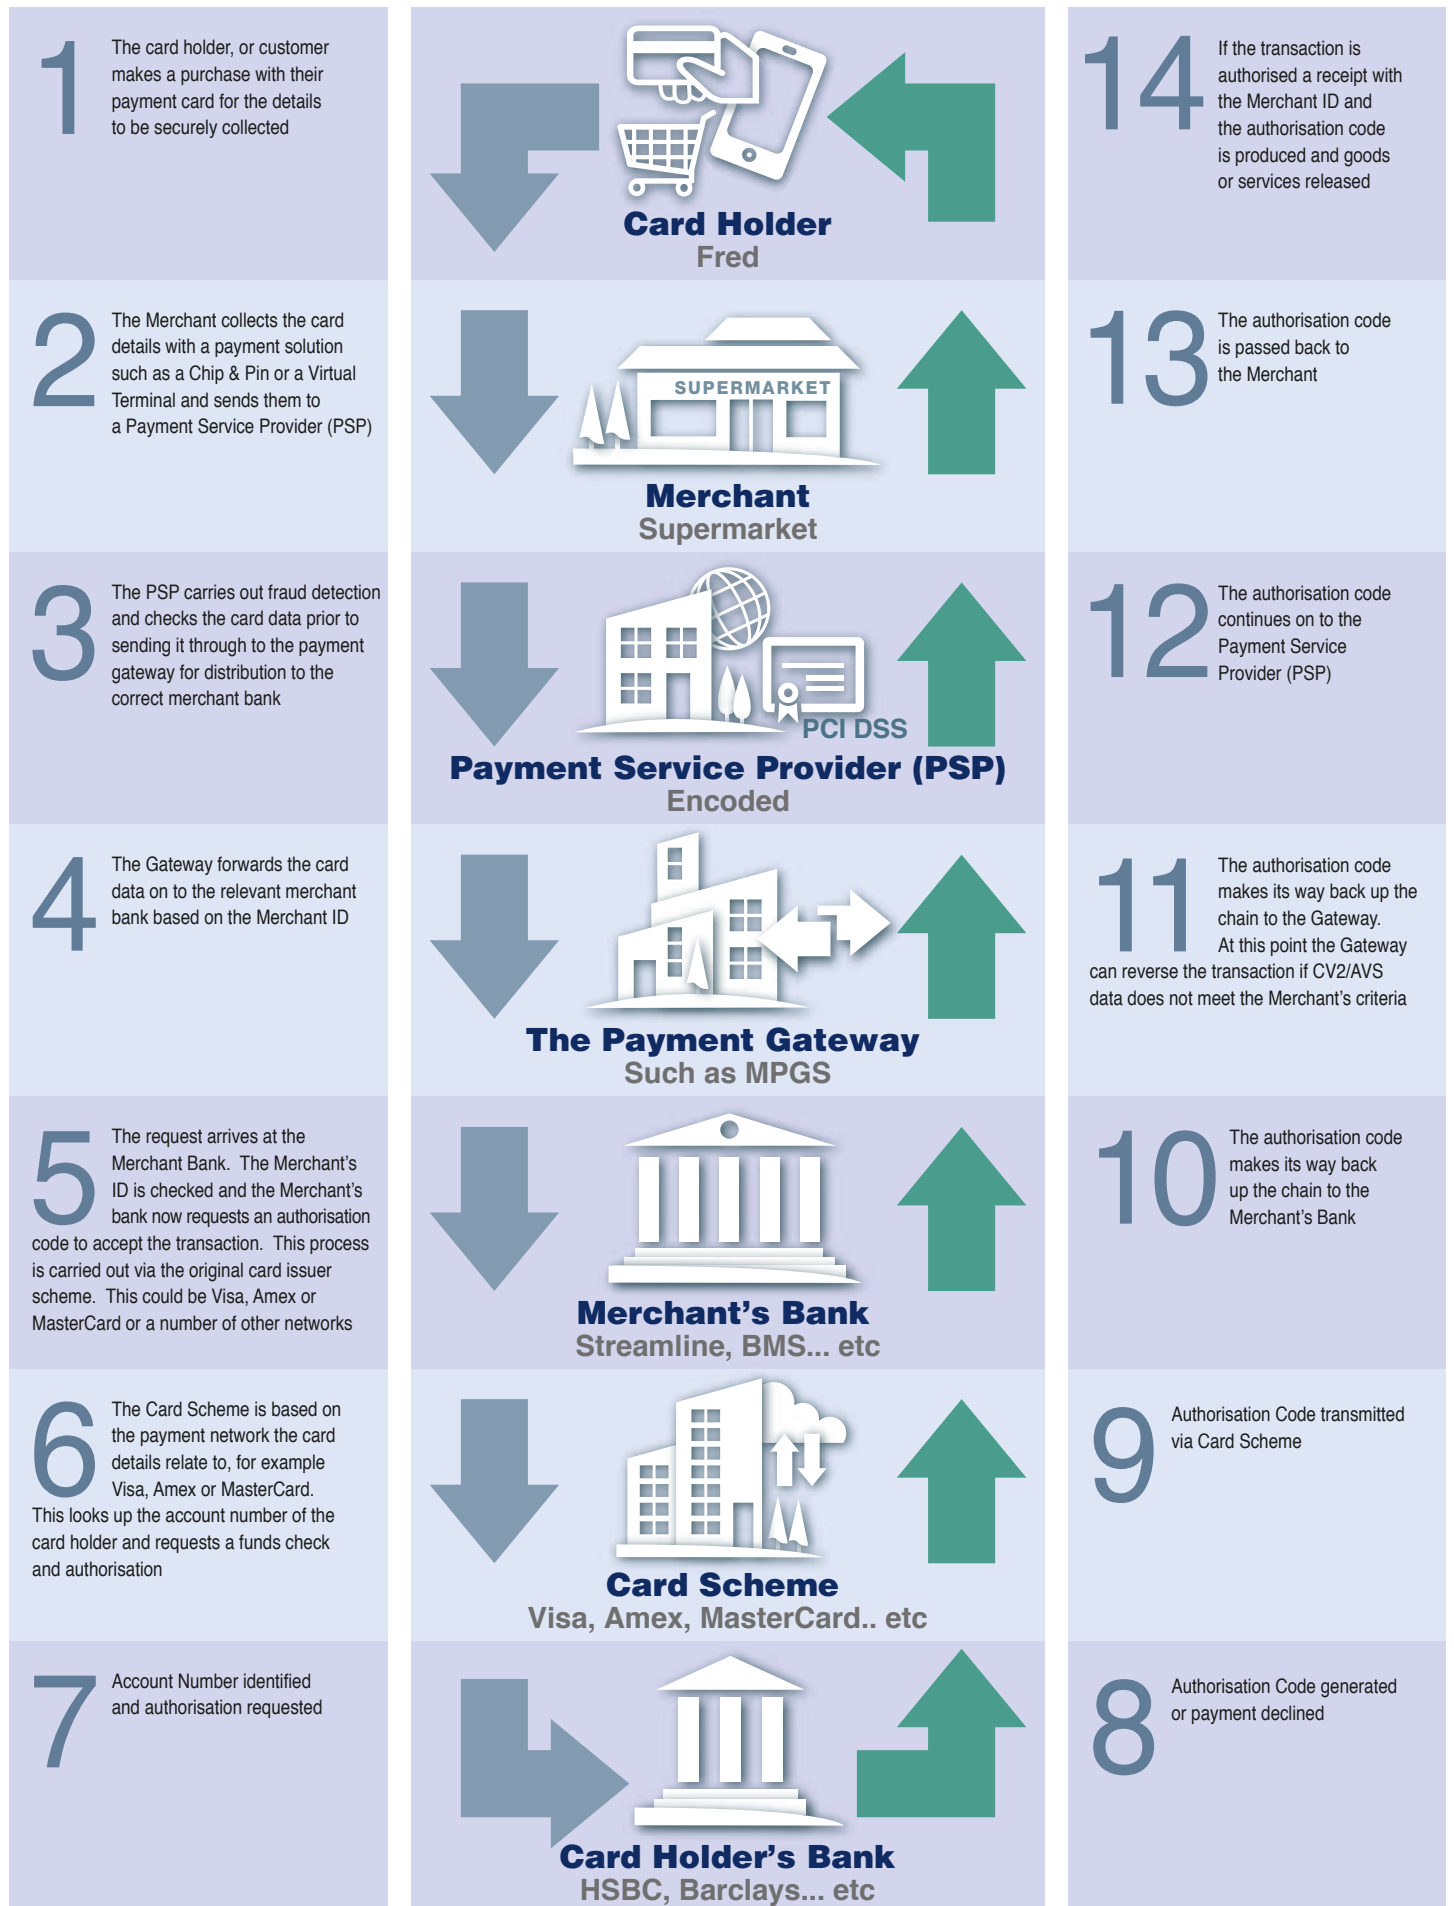 1
The card holder, or customer
makes a purchase with their
payment card for the details
to be securely collected
Card Holder
Fred
14
If the transaction is
authorised a receipt with
the Merchant ID and
the authorisation code
is produced and goods
or services released
2
The Merchant collects the card
details with a payment solution
such as a Chip & Pin or a Virtual
Terminal and sends them to
a Payment Service Provider (PSP)
SUPERMARKET
Merchant
Supermarket
13
The authorisation code
is passed back to
the Merchant
3
The PSP carries out fraud detection
and checks the card data prior to
sending it through to the payment
gateway for distribution to the
correct merchant bank
PCI DSS
Payment Service Provider (PSP)
Encoded
12
The authorisation code
continues on to the
Payment Service
Provider (PSP)
4
The Gateway forwards the card
data on to the relevant merchant
bank based on the Merchant ID
The Payment Gateway
Such as MPGS
11
The authorisation code
makes its way back up the
chain to the Gateway.
At this point the Gateway
can reverse the transaction if CV2/AVS
data does not meet the Merchant's criteria
5
The request arrives at the
Merchant Bank.  The Merchant's
ID is checked and the Merchant's
bank now requests an authorisation
code to accept the transaction.  This process
is carried out via the original card issuer
scheme.  This could be Visa, Amex or
MasterCard or a number of other networks
Merchant's Bank
Streamline, BMS... etc
10
The authorisation code
makes its way back
up the chain to the
Merchant's Bank
6
The Card Scheme is based on
the payment network the card
details relate to, for example
Visa, Amex or MasterCard.
This looks up the account number of the
card holder and requests a funds check
and authorisation
Card Scheme
Visa, Amex, MasterCard.. etc
9
Authorisation Code transmitted
via Card Scheme
7
Account Number identified
and authorisation requested
Card Holder's Bank
HSBC, Barclays... etc
8
Authorisation Code generated
or payment declined